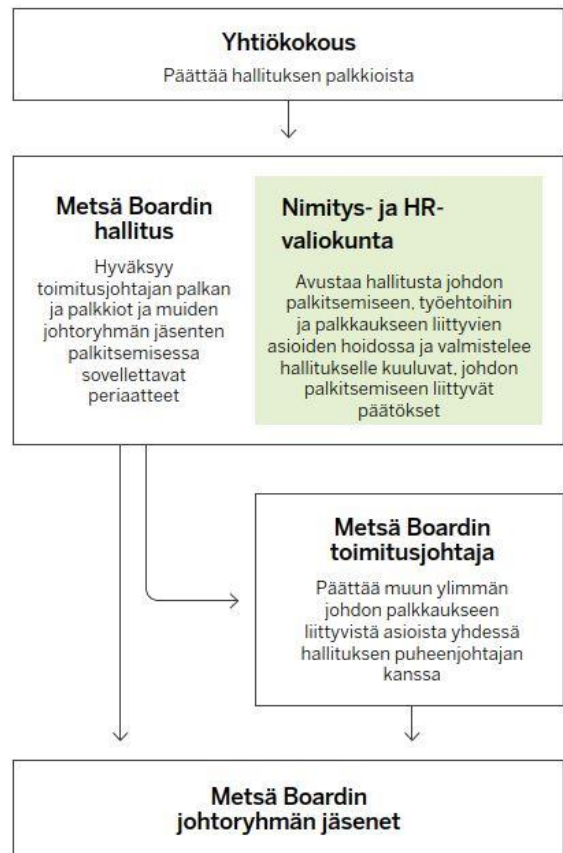 Yhtiökokous
Päättää hallituksen palkkioista
Metsä Boardin
hallitus
Hyväksyy
toimitusjohtajan palkan
ja palkkiot ja muiden
johtoryhmän jäsenten
palkitsemisessa
sovellettavat
periaatteet
Nimitys- ja HR-
valiokunta
Avustaa hallitusta johdon
palkitsemiseen, työehtoihin
ja palkkaukseen liittyvien
asioiden hoidossa ja valmistelee
hallitukselle kuuluvat, johdon
palkitsemiseen liittyvät
päätökset
Metsä Boardin
toimitusjohtaja
Päättää muun ylimmän
johdon palkkaukseen
liittyvistä asioista yhdessä
hallituksen puheenjohtajan
kanssa
Metsä Boardin
johtoryhmän jäsenet